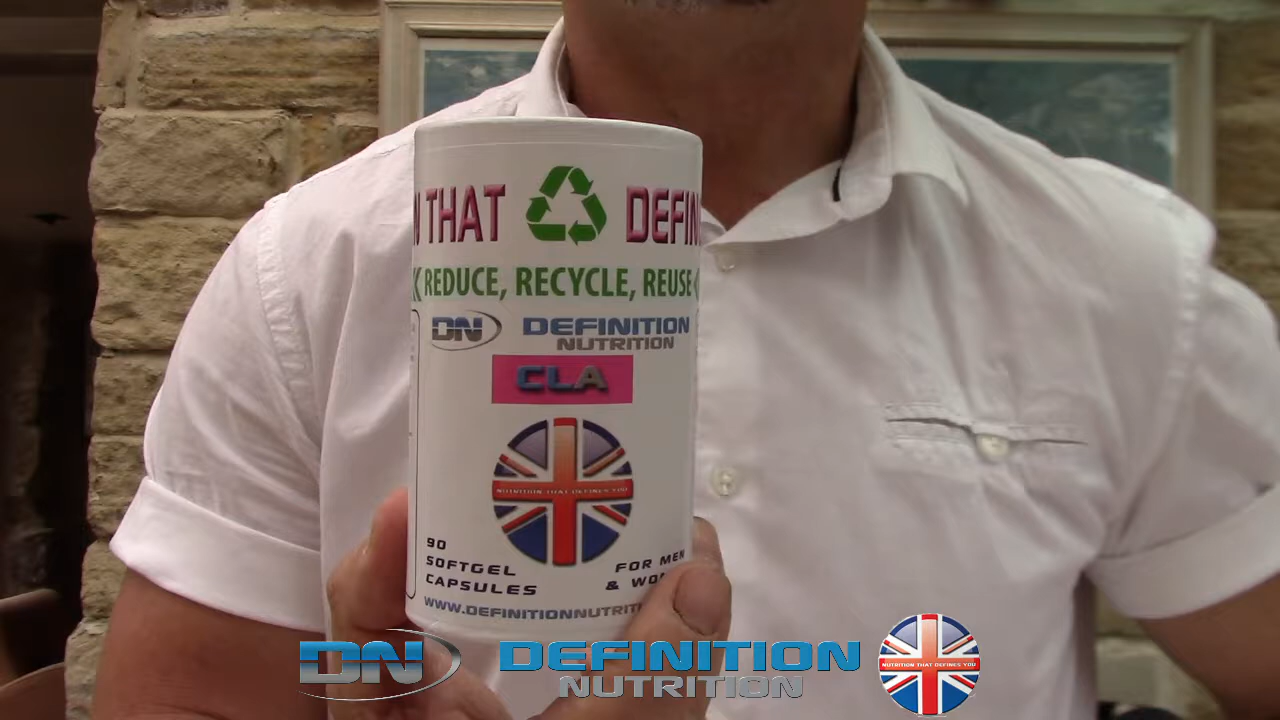 THAT DEFIN
REDUCE, RECYCLE, REUSE
DN DEFINITION
NUTRITION
CLA
NUTRITION THAT DEFINES YOU
90
SOFTGEL
CAPSULES
FOR MEN
& WO
WWW.DEFINITIONNUTRITI
DN DEFINITION
NUTRITION
NUTRITION THAT DEFINES YOU